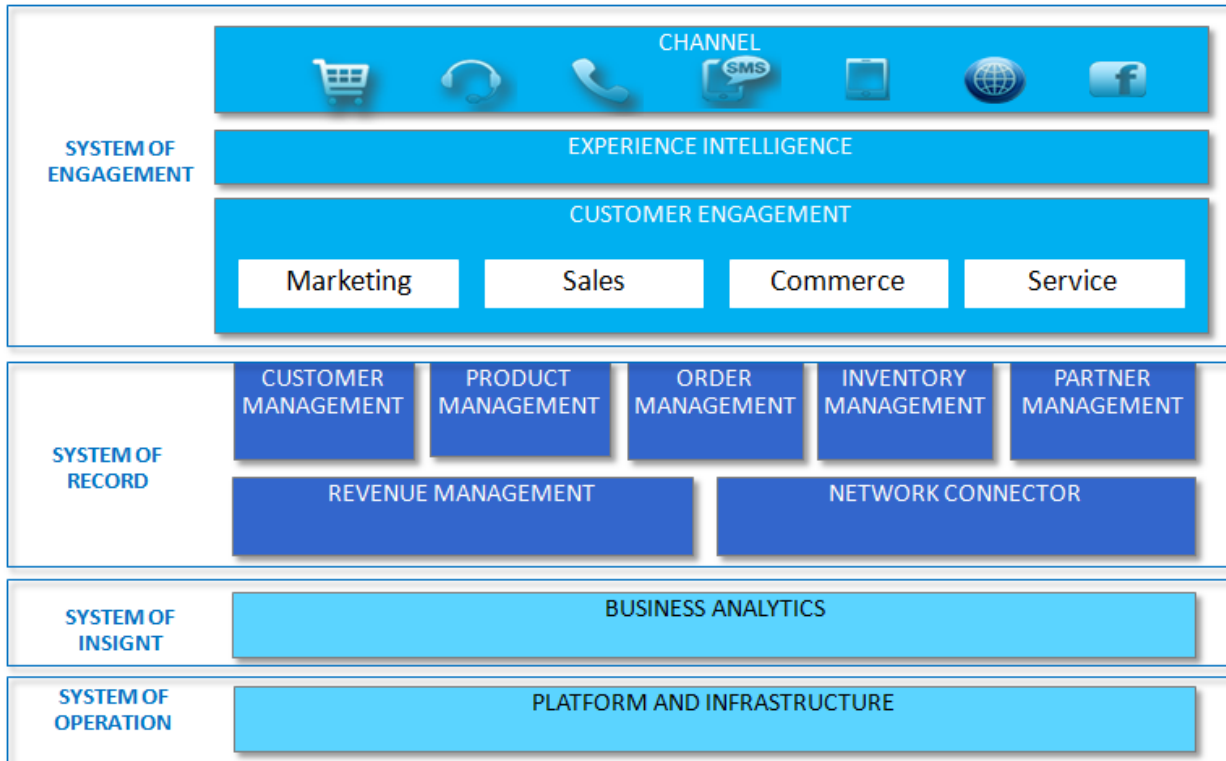 CHANNEL
SMS
f
SYSTEM OF
ENGAGEMENT
EXPERIENCE INTELLIGENCE
CUSTOMER ENGAGEMENT
Marketing
Sales
Commerce
Service
SYSTEM OF
RECORD
CUSTOMER
MANAGEMENT
PRODUCT
MANAGEMENT
ORDER
MANAGEMENT
INVENTORY
MANAGEMENT
PARTNER
MANAGEMENT
REVENUE MANAGEMENT
NETWORK CONNECTOR
SYSTEM OF
INSIGNT
BUSINESS ANALYTICS
SYSTEM OF
OPERATION
PLATFORM AND INFRASTRUCTURE